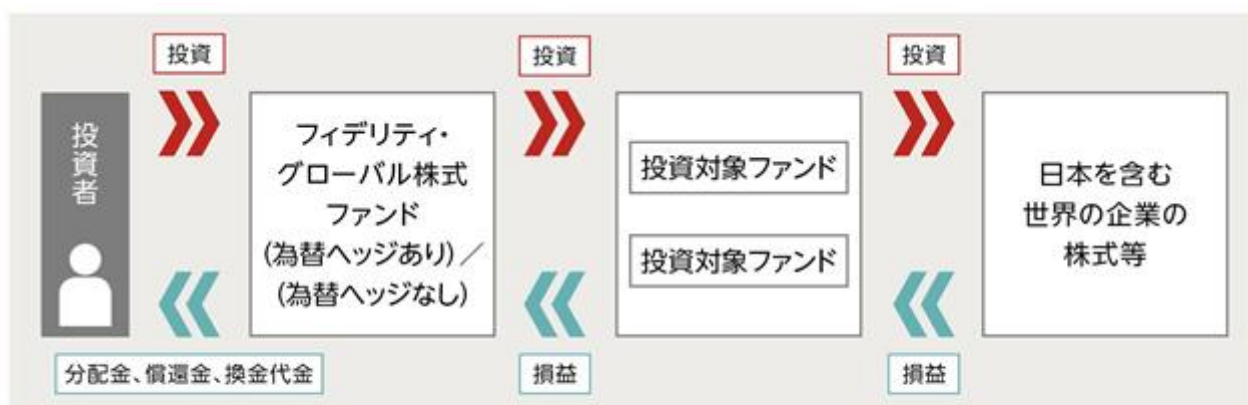 投資
投資
投資
投資者
フィデリティ・
グローバル株式
ファンド
(為替ヘッジあり)／
(為替ヘッジなし)
投資対象ファンド
投資対象ファンド
日本を含む
世界の企業の
株式等
分配金、償還金、換金代金
損益
損益